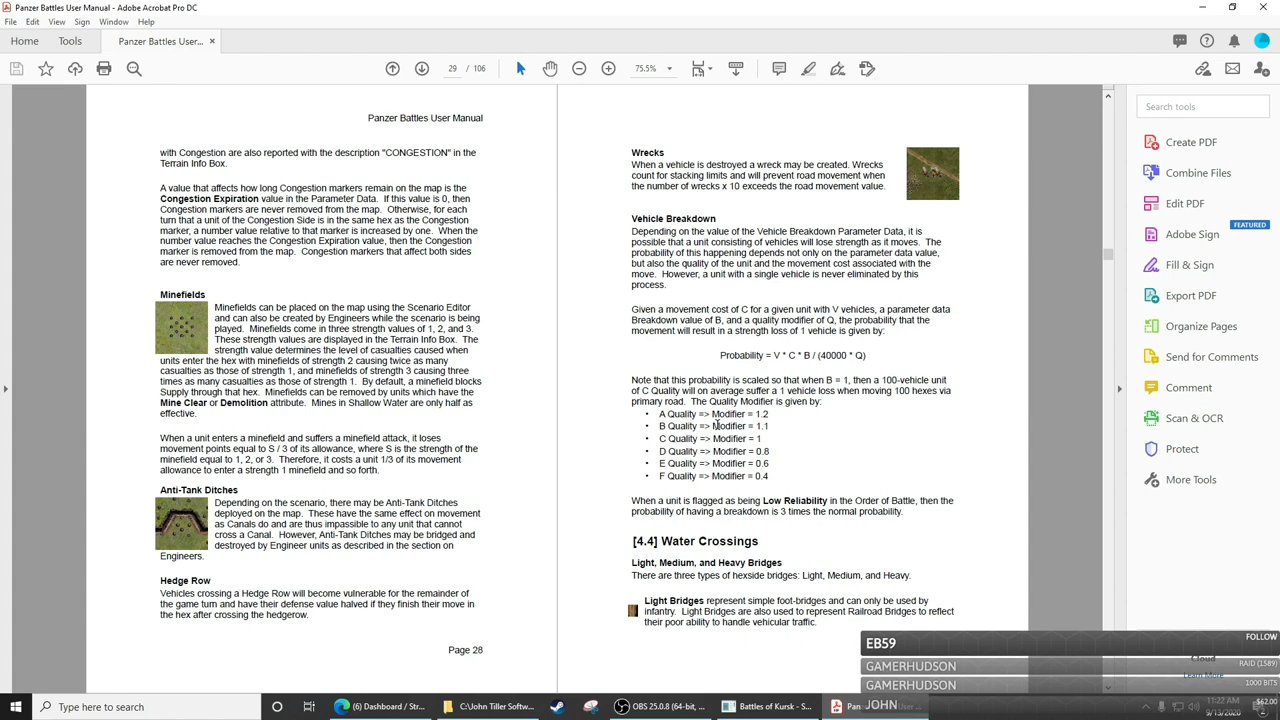 Panzer Battles User Manual - Adobe Acrobat Pro DC
File Edit View Sign Window Help
Home Tools Panzer Battles User... ×
29 / 106 75.5%
Panzer Battles User Manual
with Congestion are also reported with the description "CONGESTION" in the
Terrain Info Box.
A value that affects how long Congestion markers remain on the map is the
Congestion Expiration value in the Parameter Data. If this value is 0, then
Congestion markers are never removed from the map. Otherwise, for each
turn that a unit of the Congestion Side is in the same hex as the Congestion
marker, a number value relative to that marker is increased by one. When the
number value reaches the Congestion Expiration value, then the Congestion
marker is removed from the map. Congestion markers that affect both sides
are never removed.
Minefields
Minefields can be placed on the map using the Scenario Editor
and can also be created by Engineers while the scenario is being
played. Minefields come in three strength values of 1, 2, and 3.
These strength values are displayed in the Terrain Info Box. The
strength value determines the level of casualties caused when
units enter the hex with minefields of strength 2 causing twice as many
casualties as those of strength 1, and minefields of strength 3 causing three
times as many casualties as those of strength 1. By default, a minefield blocks
Supply through that hex. Minefields can be removed by units which have the
Mine Clear or Demolition attribute. Mines in Shallow Water are only half as
effective.
When a unit enters a minefield and suffers a minefield attack, it loses
movement points equal to S / 3 of its allowance, where S is the strength of the
minefield equal to 1, 2, or 3. Therefore, it costs a unit 1/3 of its movement
allowance to enter a strength 1 minefield and so forth.
Anti-Tank Ditches
Depending on the scenario, there may be Anti-Tank Ditches
deployed on the map. These have the same effect on movement
as Canals do and are thus impassible to any unit that cannot
cross a Canal. However, Anti-Tank Ditches may be bridged and
destroyed by Engineer units as described in the section on
Engineers.
Hedge Row
Vehicles crossing a Hedge Row will become vulnerable for the remainder of
the game turn and have their defense value halved if they finish their move in
the hex after crossing the hedgerow.
Page 28
Wrecks
When a vehicle is destroyed a wreck may be created. Wrecks
count for stacking limits and will prevent road movement when
the number of wrecks x 10 exceeds the road movement value.
Vehicle Breakdown
Depending on the value of the Vehicle Breakdown Parameter Data, it is
possible that a unit consisting of vehicles will lose strength as it moves. The
probability of this happening depends not only on the parameter data value,
but also the quality of the unit and the movement cost associated with the
move. However, a unit with a single vehicle is never eliminated by this
process.
Given a movement cost of C for a given unit with V vehicles, a parameter data
Breakdown value of B, and a quality modifier of Q, the probability that the
movement will result in a strength loss of 1 vehicle is given by:
Probability = V * C * B / (40000 * Q)
Note that this probability is scaled so that when B = 1, then a 100-vehicle unit
of C Quality will on average suffer a 1 vehicle loss when moving 100 hexes via
primary road. The Quality Modifier is given by:
• A Quality => Modifier = 1.2
• B Quality => Modifier = 1.1
• C Quality => Modifier = 1
• D Quality => Modifier = 0.8
• E Quality => Modifier = 0.6
• F Quality => Modifier = 0.4
When a unit is flagged as being Low Reliability in the Order of Battle, then the
probability of having a breakdown is 3 times the normal probability.
[4.4] Water Crossings
Light, Medium, and Heavy Bridges
There are three types of hexside bridges: Light, Medium, and Heavy.
Light Bridges represent simple foot-bridges and can only be used by
infantry. Light Bridges are also used to represent Railroad Bridges to reflect
their poor ability to handle vehicular traffic.
Search tools
Create PDF
Combine Files
Edit PDF
FEATURED
Adobe Sign
Fill & Sign
Export PDF
Organize Pages
Send for Comments
Comment
Scan & OCR
Protect
More Tools
Cloud
Learn More
EB59 FOLLOW
GAMERHUDSON RAID (1589)
GAMERHUDSON 1000 BITS
JOHN $62.00
Type here to search
(6) Dashboard / Str...
C:\John Tiller Softw...
OBS 25.0.8 (64-bit, ...
Battles of Kursk - S...
11:22 AM
9/13/2020